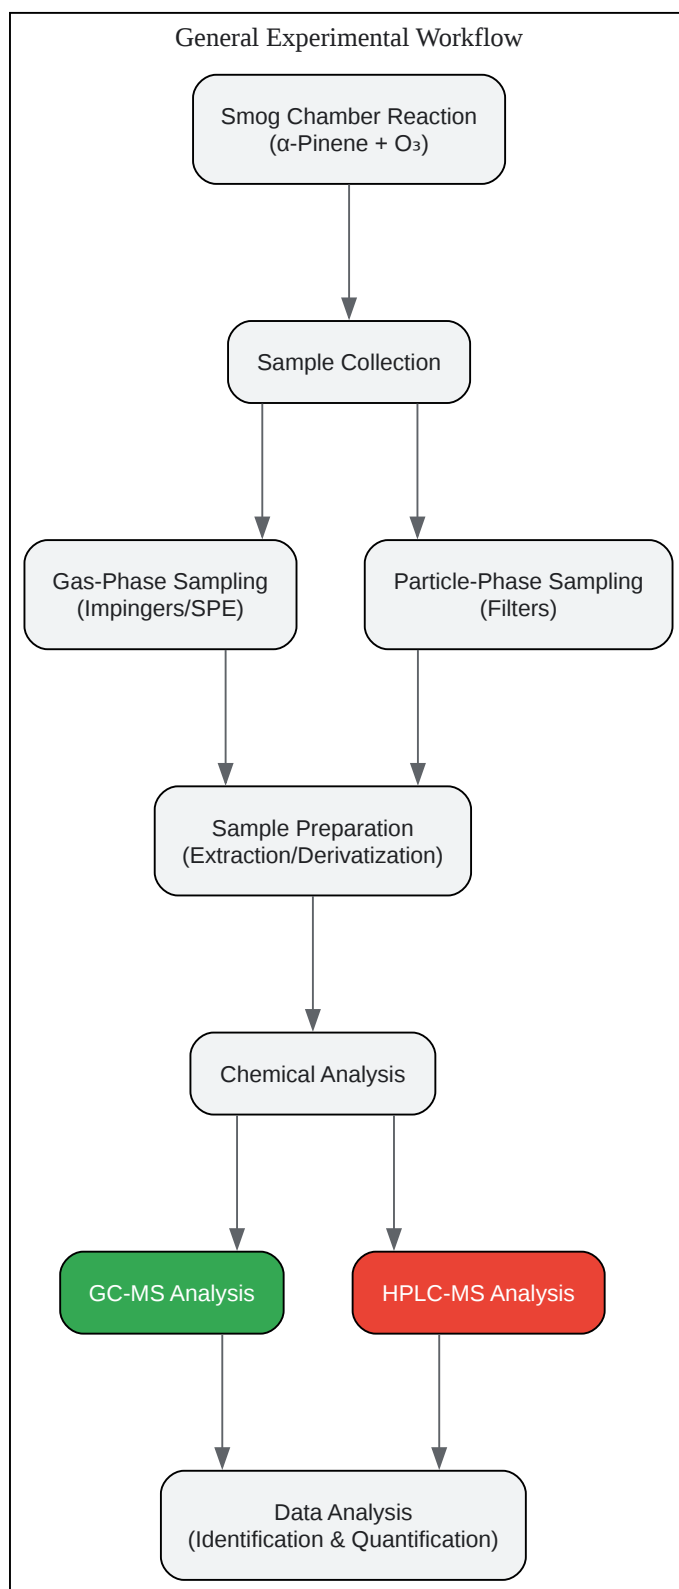 General Experimental Workflow
Smog Chamber Reaction
(α-Pinene + O₃)
Sample Collection
Gas-Phase Sampling
(Impingers/SPE)
Particle-Phase Sampling
(Filters)
Sample Preparation
(Extraction/Derivatization)
Chemical Analysis
GC-MS Analysis
HPLC-MS Analysis
Data Analysis
(Identification & Quantification)